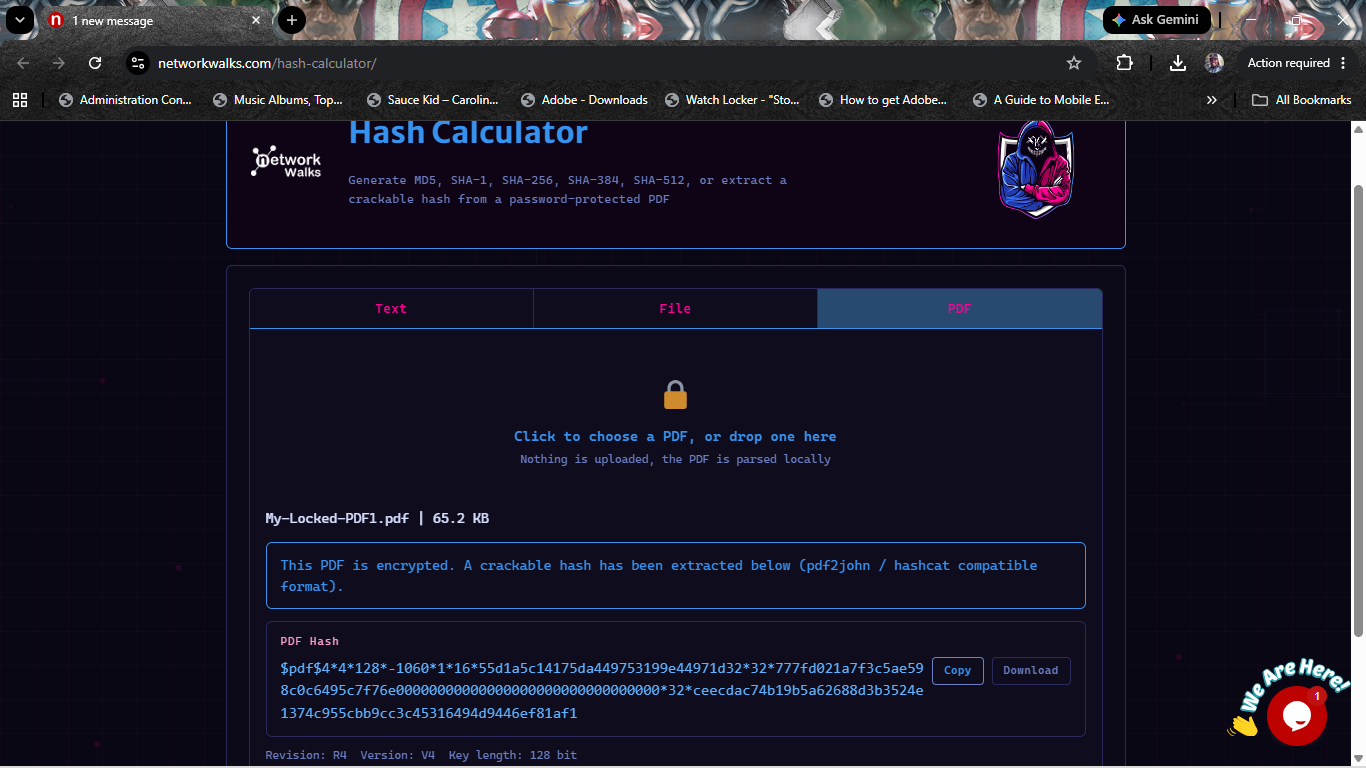 1 new message
Ask Gemini
networkwalks.com/hash-calculator/
Action required
Administration Con...
Music Albums, Top...
Sauce Kid – Carolin...
Adobe - Downloads
Watch Locker - "Sto...
How to get Adobe...
A Guide to Mobile E...
All Bookmarks
network
Walks
Hash Calculator
Generate MD5, SHA-1, SHA-256, SHA-384, SHA-512, or extract a
crackable hash from a password-protected PDF
Text
File
PDF
Click to choose a PDF, or drop one here
Nothing is uploaded, the PDF is parsed locally
My-Locked-PDF1.pdf | 65.2 KB
This PDF is encrypted. A crackable hash has been extracted below (pdf2john / hashcat compatible
format).
PDF Hash
$pdf$4*4*128*-1060*1*16*55d1a5c14175da449753199e44971d32*32*777fd021a7f3c5ae59
8c0c6495c7f76e00000000000000000000000000000000*32*ceecdac74b19b5a62688d3b3524e
1374c955cbb9cc3c45316494d9446ef81af1
Copy
Download
Revision: R4 Version: V4 Key length: 128 bit
We Are Here!
1